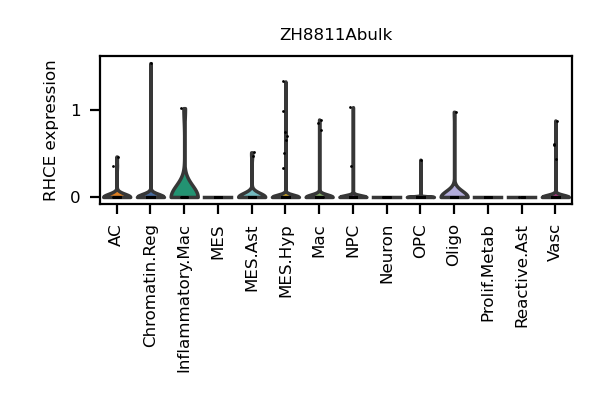 ZH8811Abulk
RHCE expression
1
0
AC
Chromatin.Reg
Inflammatory.Mac
MES
MES.Ast
MES.Hyp
Mac
NPC
Neuron
OPC
Oligo
Prolif.Metab
Reactive.Ast
Vasc